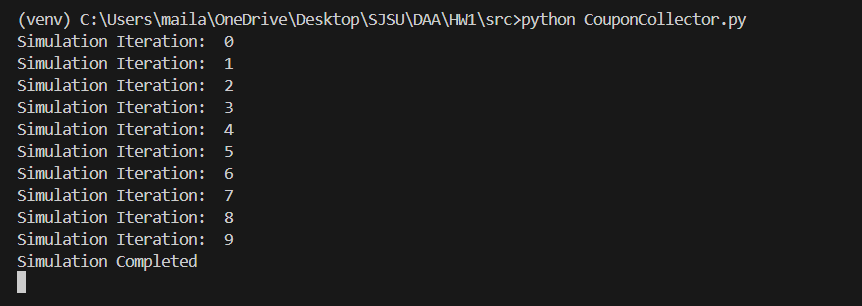 (venv) C:\Users\maila\OneDrive\Desktop\SJSU\DAA\HW1\src>python CouponCollector.py
Simulation Iteration:  0
Simulation Iteration:  1
Simulation Iteration:  2
Simulation Iteration:  3
Simulation Iteration:  4
Simulation Iteration:  5
Simulation Iteration:  6
Simulation Iteration:  7
Simulation Iteration:  8
Simulation Iteration:  9
Simulation Completed